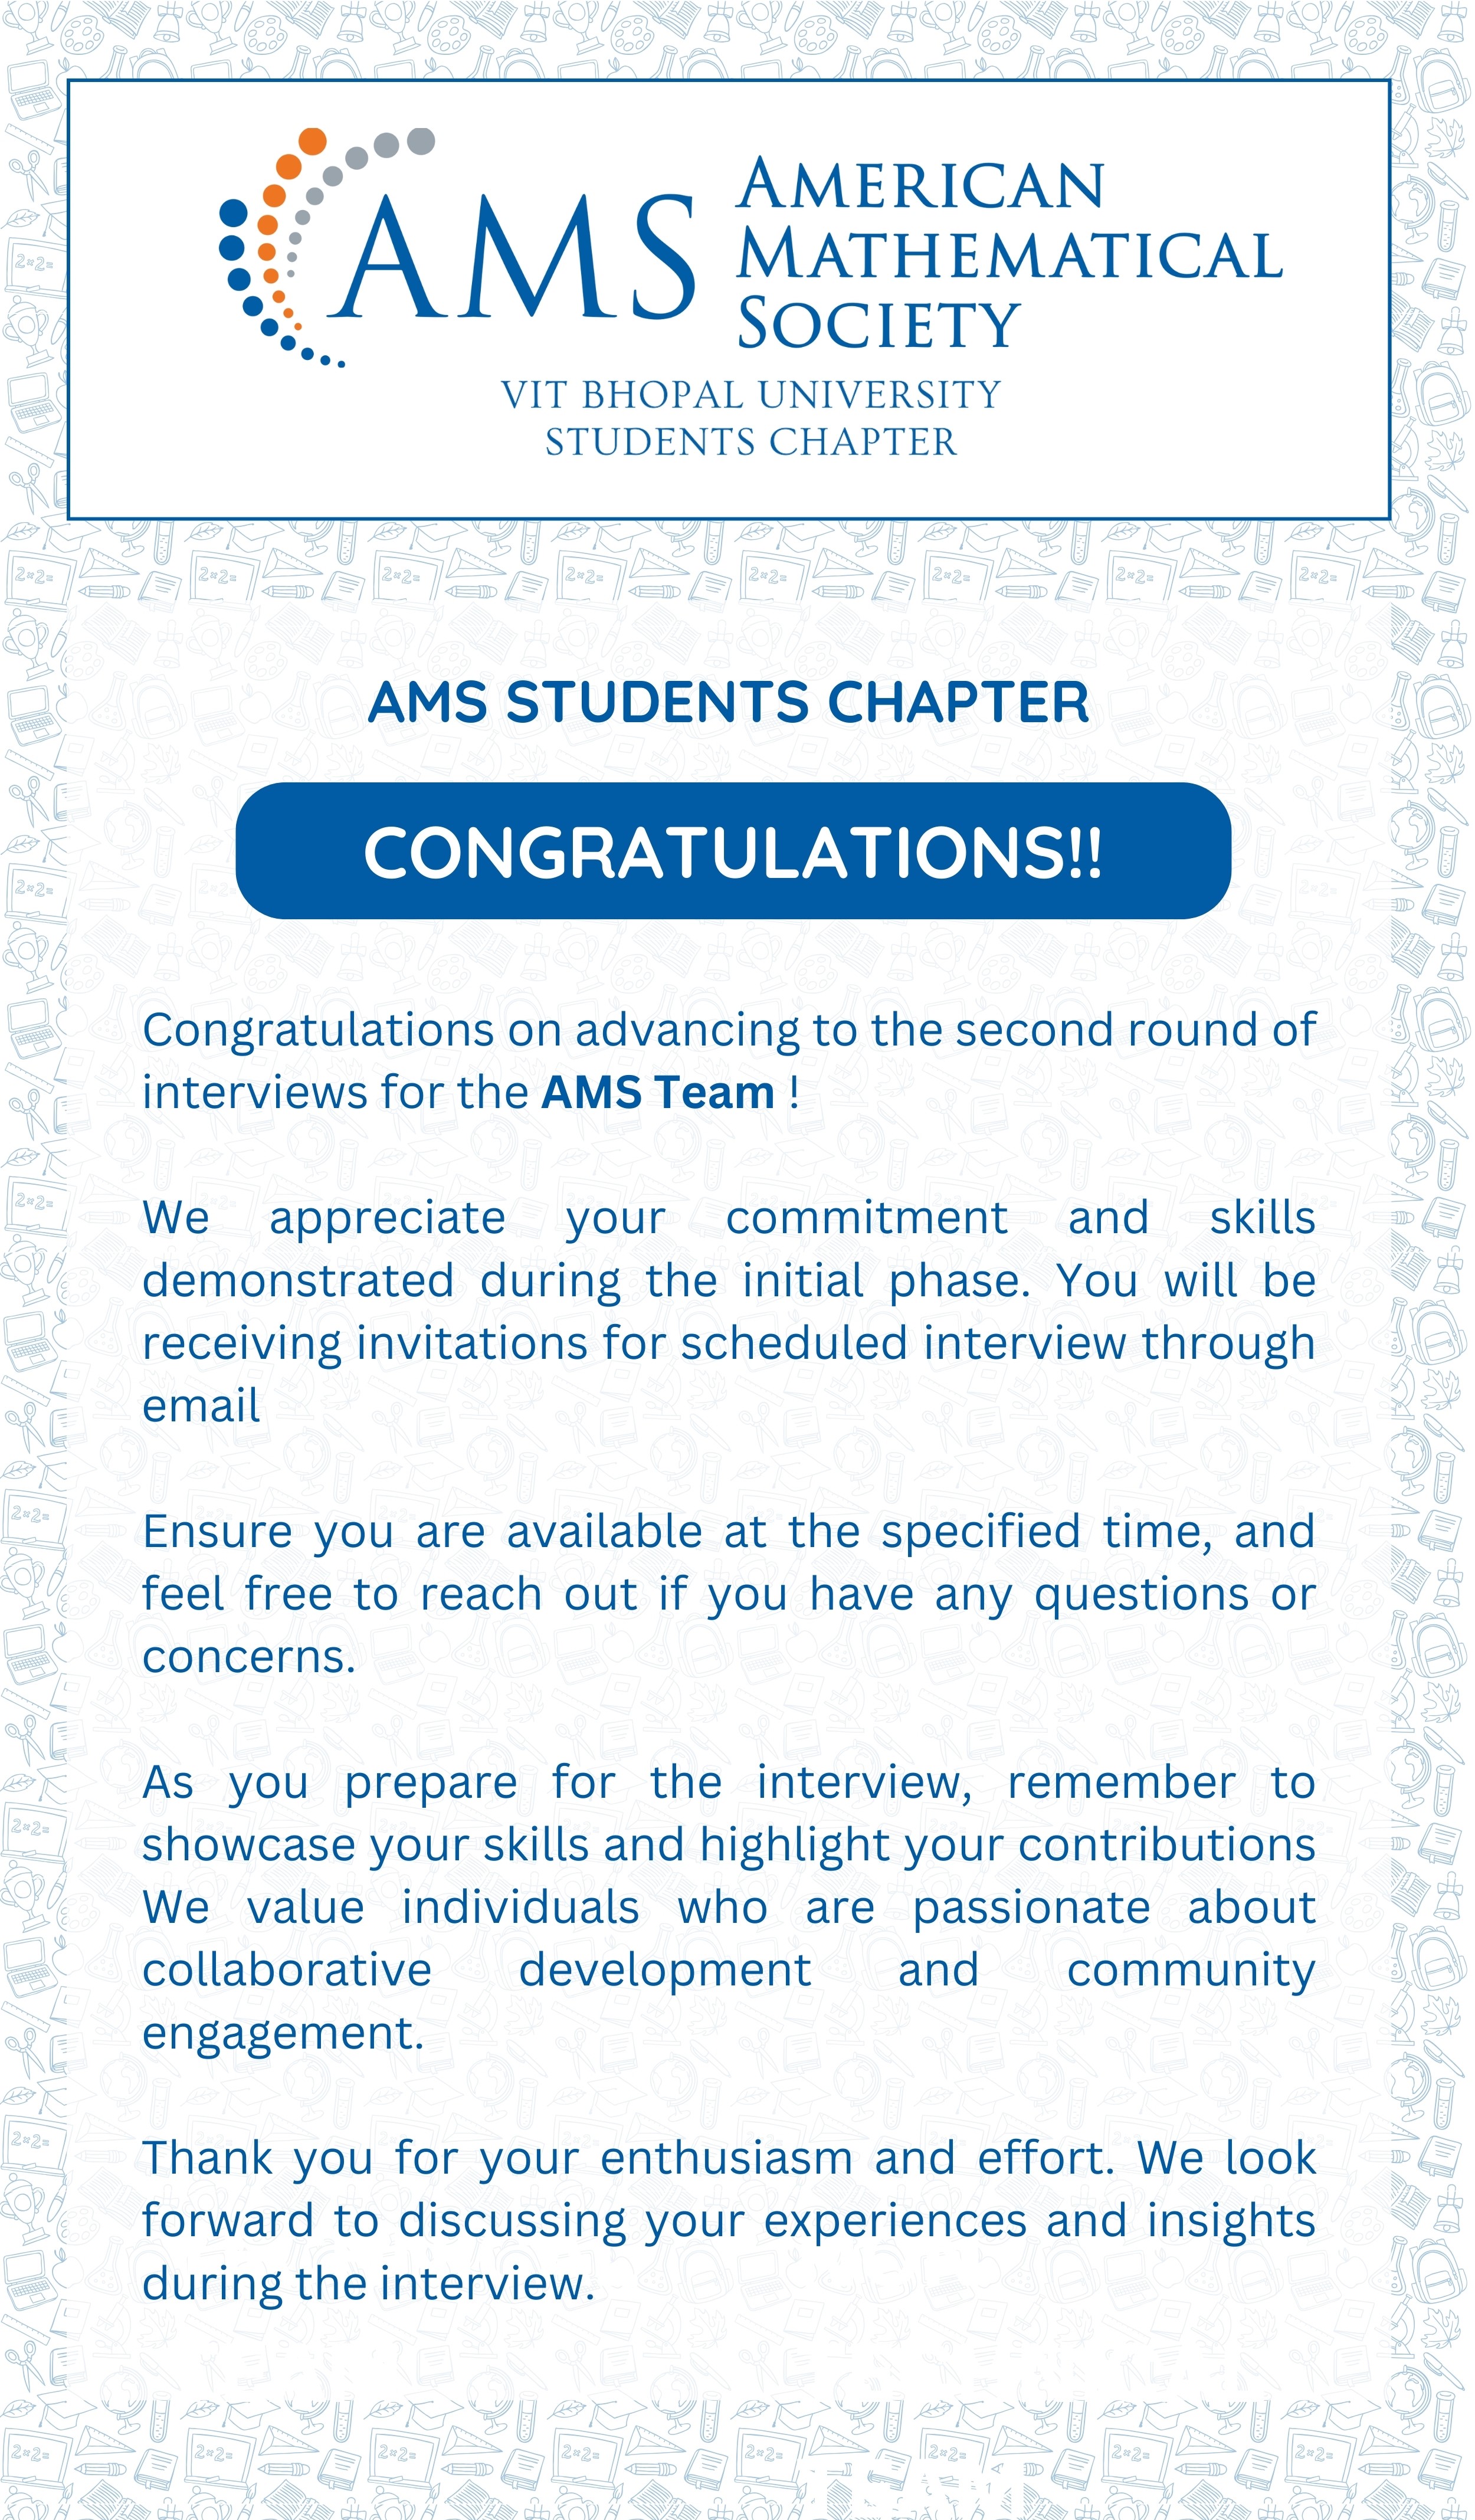 AMS
AMERICAN
MATHEMATICAL
SOCIETY
VIT BHOPAL UNIVERSITY
STUDENTS CHAPTER
AMS STUDENTS CHAPTER
CONGRATULATIONS!!
Congratulations on advancing to the second round of
interviews for the AMS Team !
We appreciate your commitment and skills
demonstrated during the initial phase. You will be
receiving invitations for scheduled interview through
email
Ensure you are available at the specified time, and
feel free to reach out if you have any questions or
concerns.
As you prepare for the interview, remember to
showcase your skills and highlight your contributions
We value individuals who are passionate about
collaborative development and community
engagement.
Thank you for your enthusiasm and effort. We look
forward to discussing your experiences and insights
during the interview.